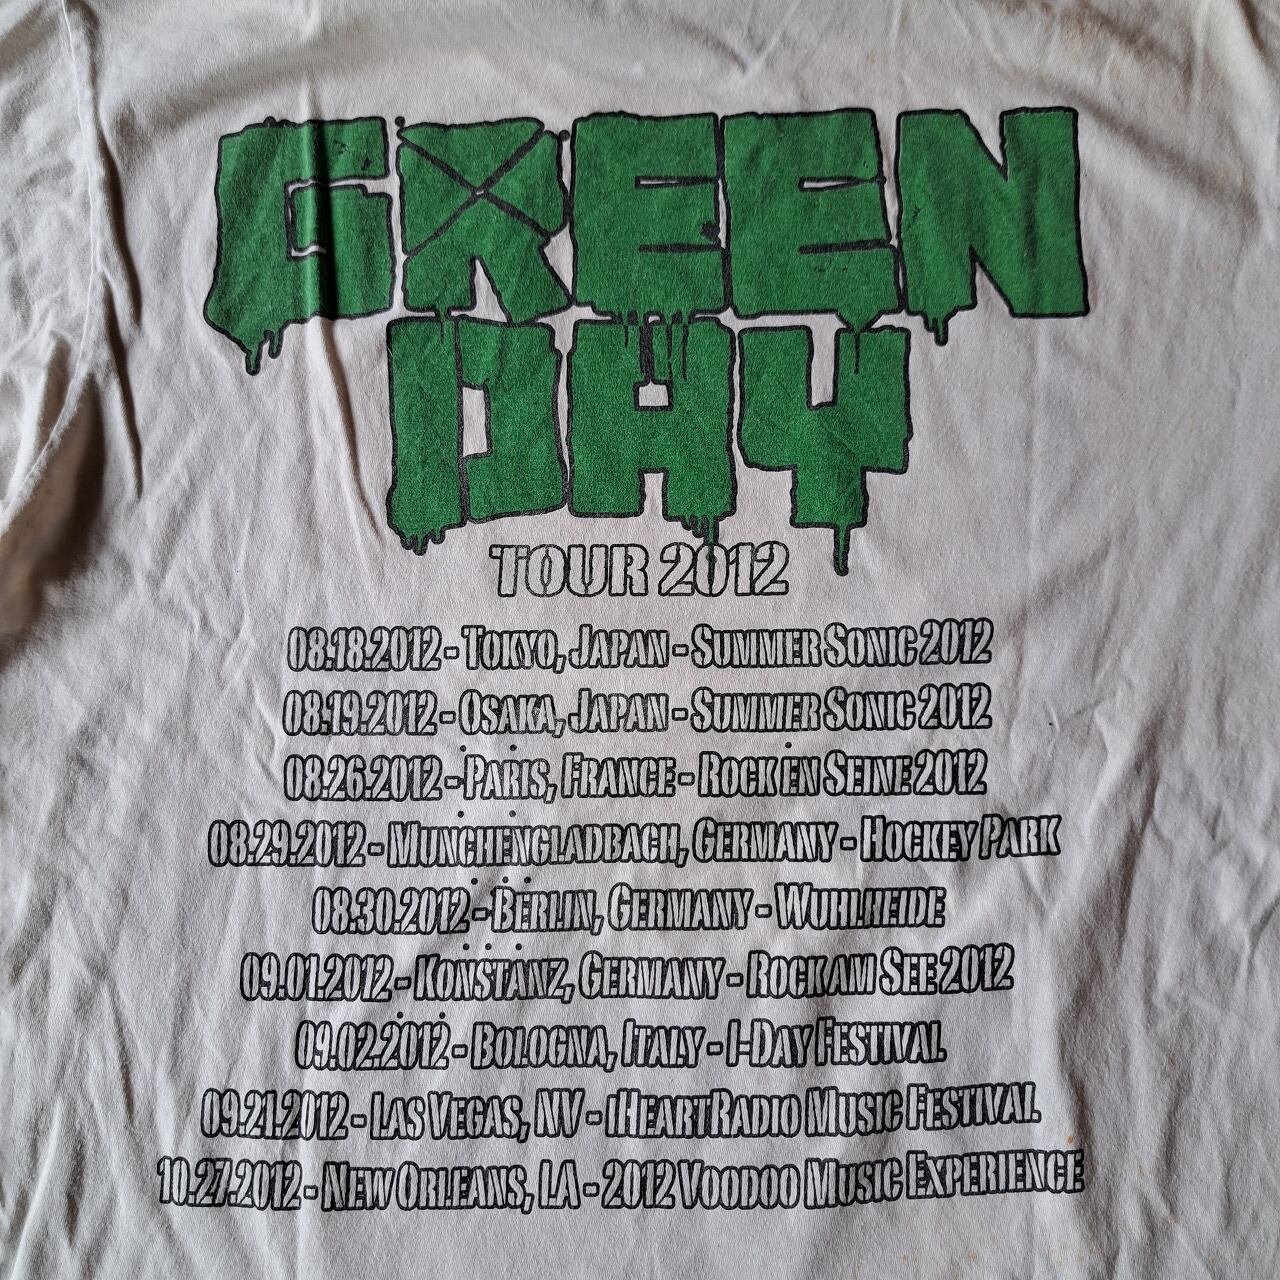 GREEN
DAY
TOUR 2012
08.18.2012 - TOKYO, JAPAN - SUMMER SONIC 2012
08.19.2012 - OSAKA, JAPAN - SUMMER SONIC 2012
08.26.2012 - PARIS, FRANCE - ROCK EN SEINE 2012
08.29.2012 - MUNCHENGLADBACH, GERMANY - HOCKEY PARK
08.30.2012 - BERLIN, GERMANY - WUHLHEIDE
09.01.2012 - KONSTANZ, GERMANY - ROCK AM SEE 2012
09.02.2012 - BOLOGNA, ITALY - I-DAY FESTIVAL
09.21.2012 - LAS VEGAS, NV - IHEARTRADIO MUSIC FESTIVAL
10.27.2012 - NEW ORLEANS, LA - 2012 VOODOO MUSIC EXPERIENCE